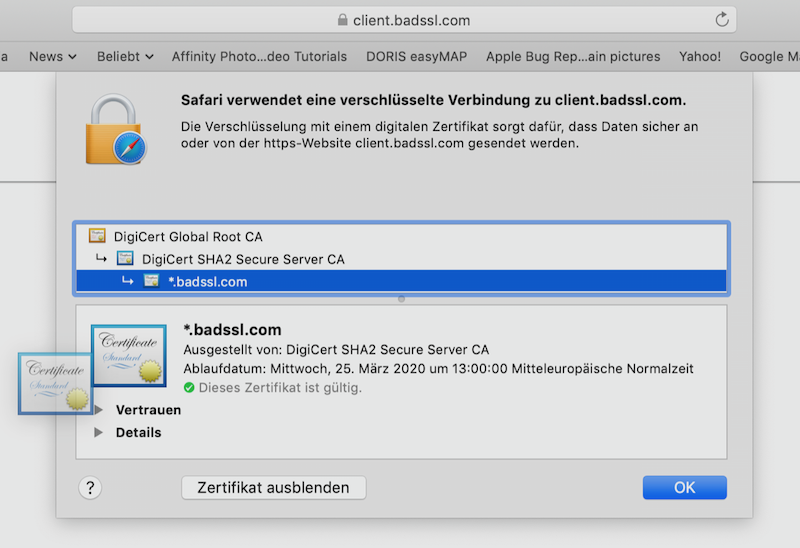 client.badssl.com
a News Beliebt Affinity Photo...deo Tutorials DORIS easyMAP Apple Bug Rep...ain pictures Yahoo! Google Ma
Safari verwendet eine verschlüsselte Verbindung zu client.badssl.com.
Die Verschlüsselung mit einem digitalen Zertifikat sorgt dafür, dass Daten sicher an
oder von der https-Website client.badssl.com gesendet werden.
DigiCert Global Root CA
DigiCert SHA2 Secure Server CA
*.badssl.com
Certificate
Standard
*.badssl.com
Ausgestellt von: DigiCert SHA2 Secure Server CA
Ablaufdatum: Mittwoch, 25. März 2020 um 13:00:00 Mitteleuropäische Normalzeit
Dieses Zertifikat ist gültig.
Certificate
Standard
Vertrauen
Details
?
Zertifikat ausblenden
OK